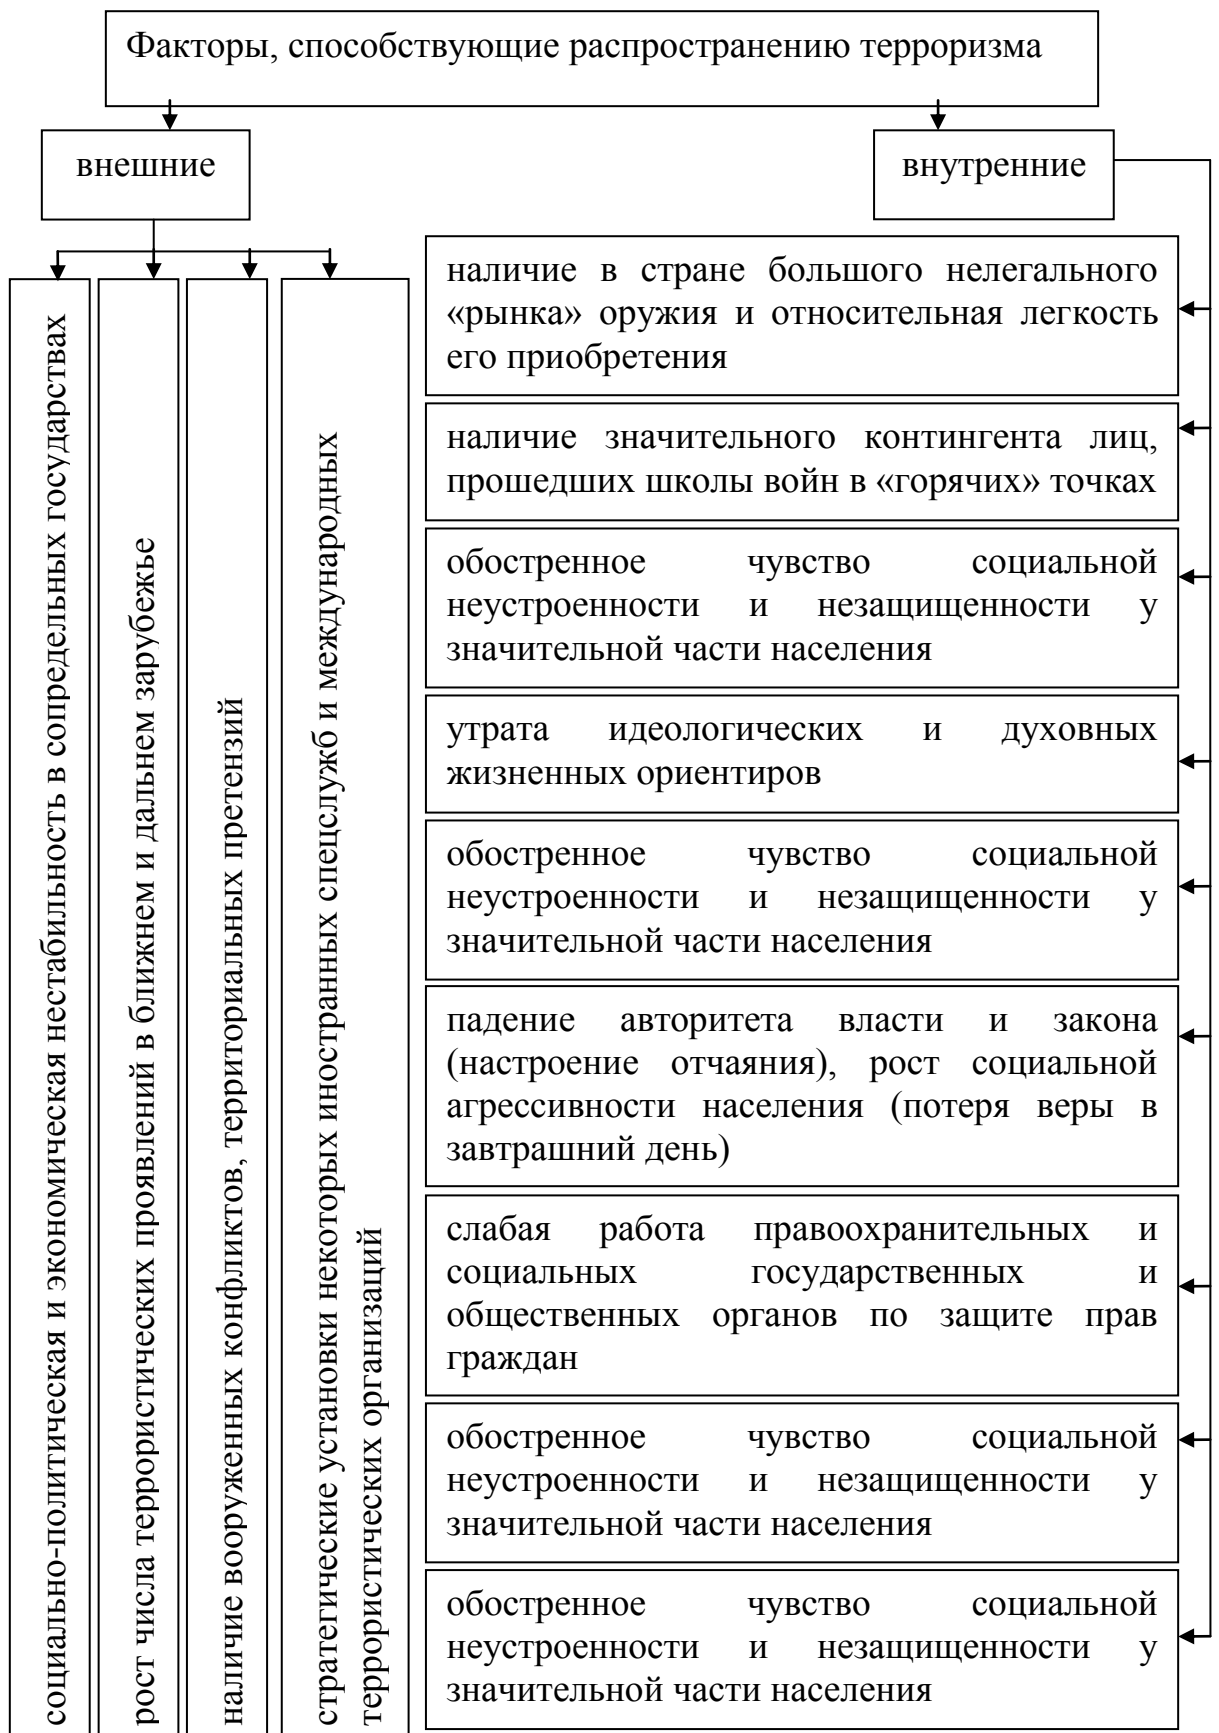 Факторы, способствующие распространению терроризма
внешние
внутренние
социально-политическая и экономическая нестабильность в сопредельных государствах
рост числа террористических проявлений в ближнем и дальнем зарубежье
наличие вооруженных конфликтов, территориальных претензий
стратегические установки некоторых иностранных спецслужб и международных
террористических организаций
наличие в стране большого нелегального
«рынка» оружия и относительная легкость
его приобретения
наличие значительного контингента лиц,
прошедших школы войн в «горячих» точках
обостренное чувство социальной
неустроенности и незащищенности у
значительной части населения
утрата идеологических и духовных
жизненных ориентиров
обостренное чувство социальной
неустроенности и незащищенности у
значительной части населения
падение авторитета власти и закона
(настроение отчаяния), рост социальной
агрессивности населения (потеря веры в
завтрашний день)
слабая работа правоохранительных и
социальных государственных и
общественных органов по защите прав
граждан
обостренное чувство социальной
неустроенности и незащищенности у
значительной части населения
обостренное чувство социальной
неустроенности и незащищенности у
значительной части населения